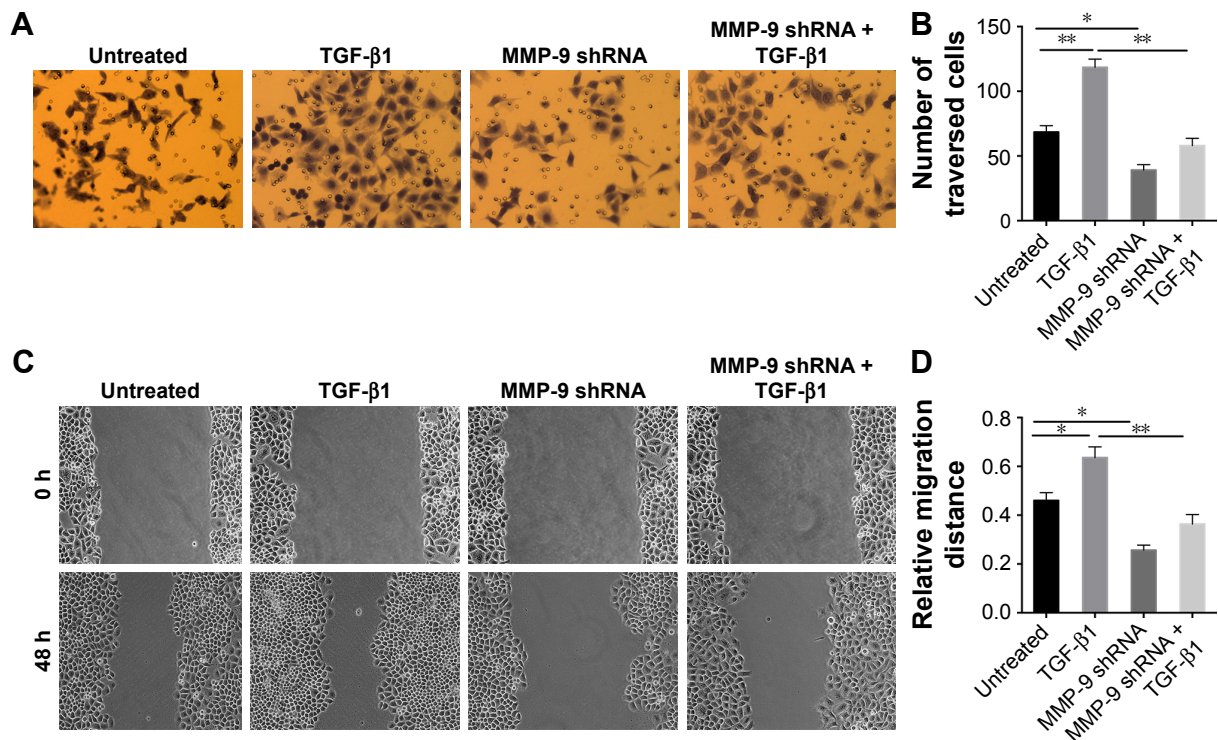 A
Untreated
TGF-β1
MMP-9 shRNA
MMP-9 shRNA +
TGF-β1
B
Number of
traversed cells
150
100
50
0
*
**
**
Untreated
TGF-β1
MMP-9 shRNA
MMP-9 shRNA +
TGF-β1
C
Untreated
TGF-β1
MMP-9 shRNA
MMP-9 shRNA +
TGF-β1
0 h
48 h
D
Relative migration
distance
0.8
0.6
0.4
0.2
0.0
*
*
**
Untreated
TGF-β1
MMP-9 shRNA
MMP-9 shRNA +
TGF-β1